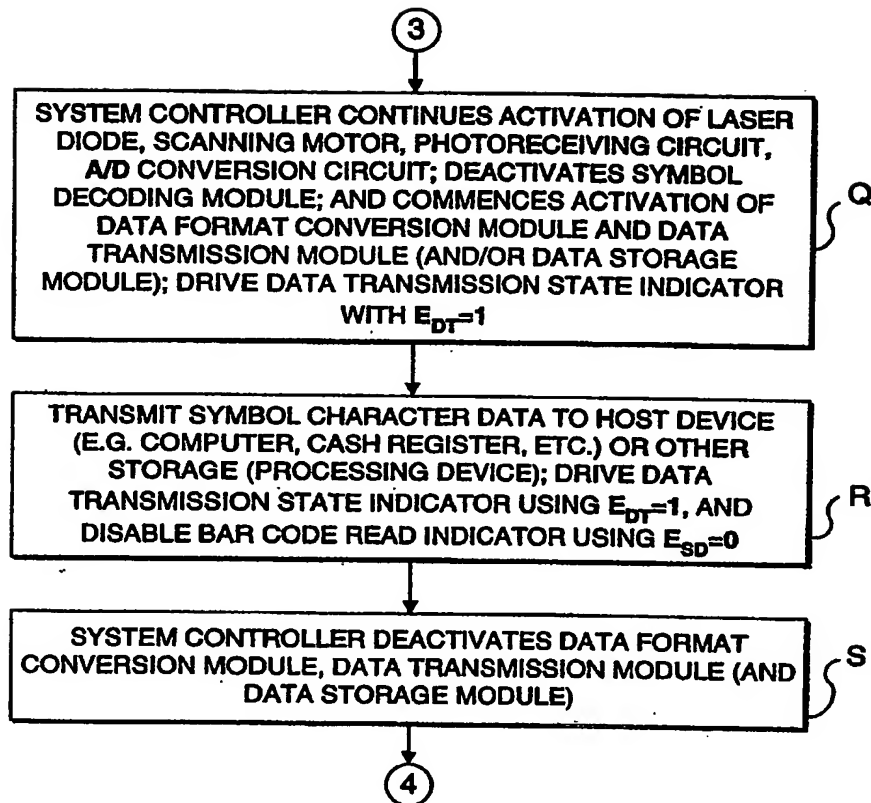 3
SYSTEM CONTROLLER CONTINUES ACTIVATION OF LASER
DIODE, SCANNING MOTOR, PHOTORECEIVING CIRCUIT,
A/D CONVERSION CIRCUIT; DEACTIVATES SYMBOL
DECODING MODULE; AND COMMENCES ACTIVATION OF
DATA FORMAT CONVERSION MODULE AND DATA
TRANSMISSION MODULE (AND/OR DATA STORAGE
MODULE); DRIVE DATA TRANSMISSION STATE INDICATOR
WITH E_DT=1
Q
TRANSMIT SYMBOL CHARACTER DATA TO HOST DEVICE
(E.G. COMPUTER, CASH REGISTER, ETC.) OR OTHER
STORAGE (PROCESSING DEVICE); DRIVE DATA
TRANSMISSION STATE INDICATOR USING E_DT=1, AND
DISABLE BAR CODE READ INDICATOR USING E_SD=0
R
SYSTEM CONTROLLER DEACTIVATES DATA FORMAT
CONVERSION MODULE, DATA TRANSMISSION MODULE (AND
DATA STORAGE MODULE)
S
4